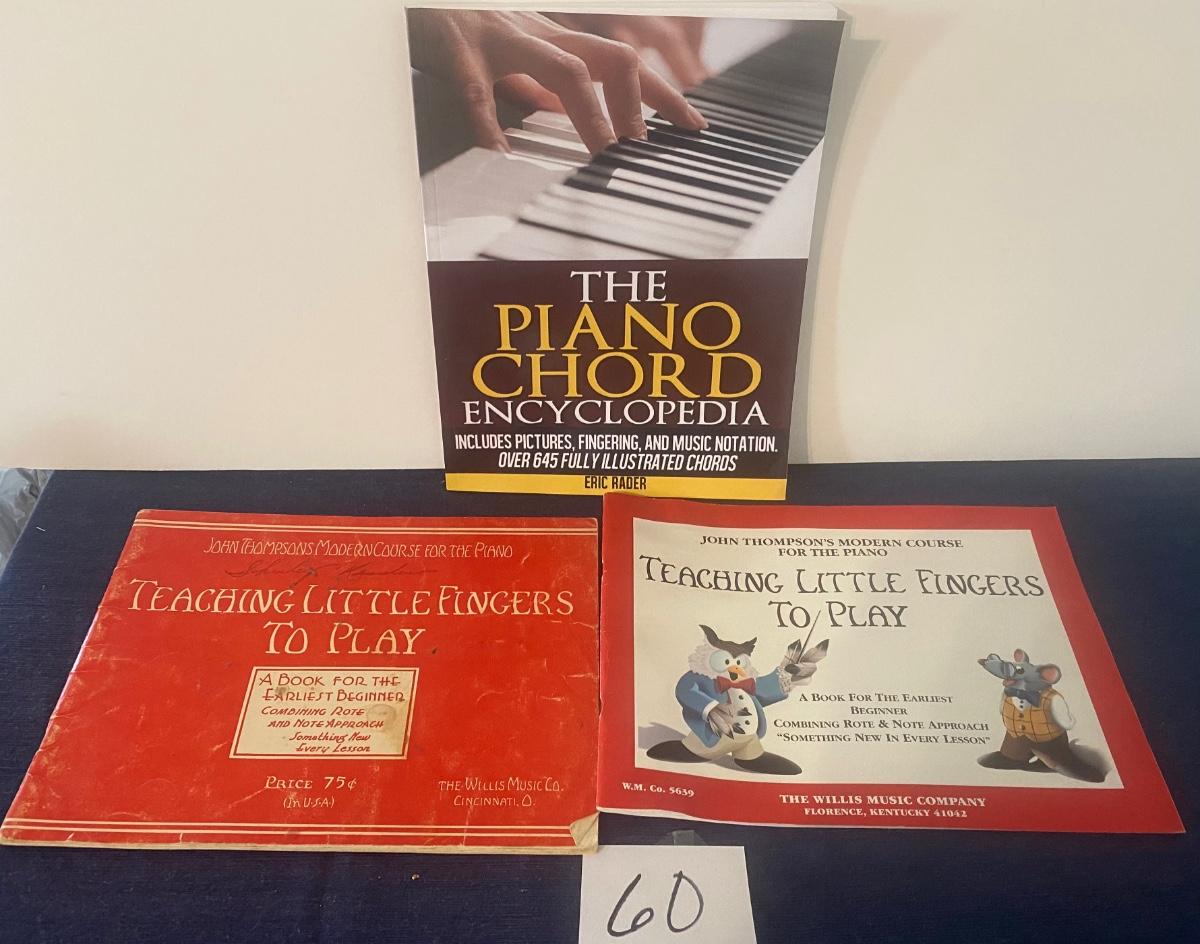 THE
PIANO
CHORD
ENCYCLOPEDIA
INCLUDES PICTURES, FINGERING, AND MUSIC NOTATION.
OVER 645 FULLY ILLUSTRATED CHORDS
ERIC RADER
JOHN THOMPSONS MODERN COURSE FOR THE PIANO
TEACHING LITTLE FINGERS
TO PLAY
A BOOK FOR THE
EARLIEST BEGINNER
COMBINING ROTE
AND NOTE APPROACH
Something New
Every Lesson
PRICE 75¢
(In U.S.A.)
THE WILLIS MUSIC CO.
CINCINNATI, O.
JOHN THOMPSON'S MODERN COURSE
FOR THE PIANO
TEACHING LITTLE FINGERS
TO PLAY
A BOOK FOR THE EARLIEST
BEGINNER
COMBINING ROTE & NOTE APPROACH
"SOMETHING NEW IN EVERY LESSON"
W.M. Co. 5639
THE WILLIS MUSIC COMPANY
FLORENCE, KENTUCKY 41042
60